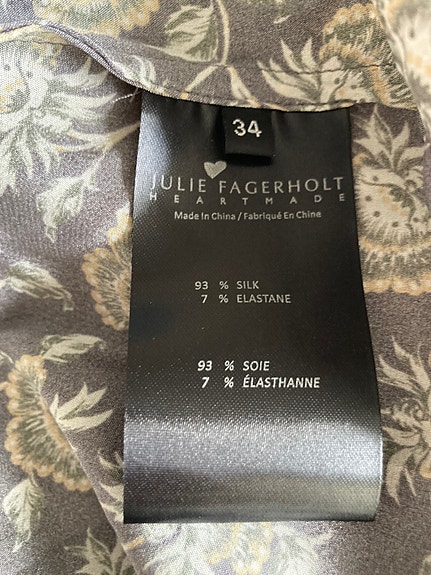 34
JULIE FAGERHOLT
HEARTMADE
Made In China / Fabriqué En Chine
93 % SILK
7 % ELASTANE
93 % SOIE
7 % ÉLASTHANNE